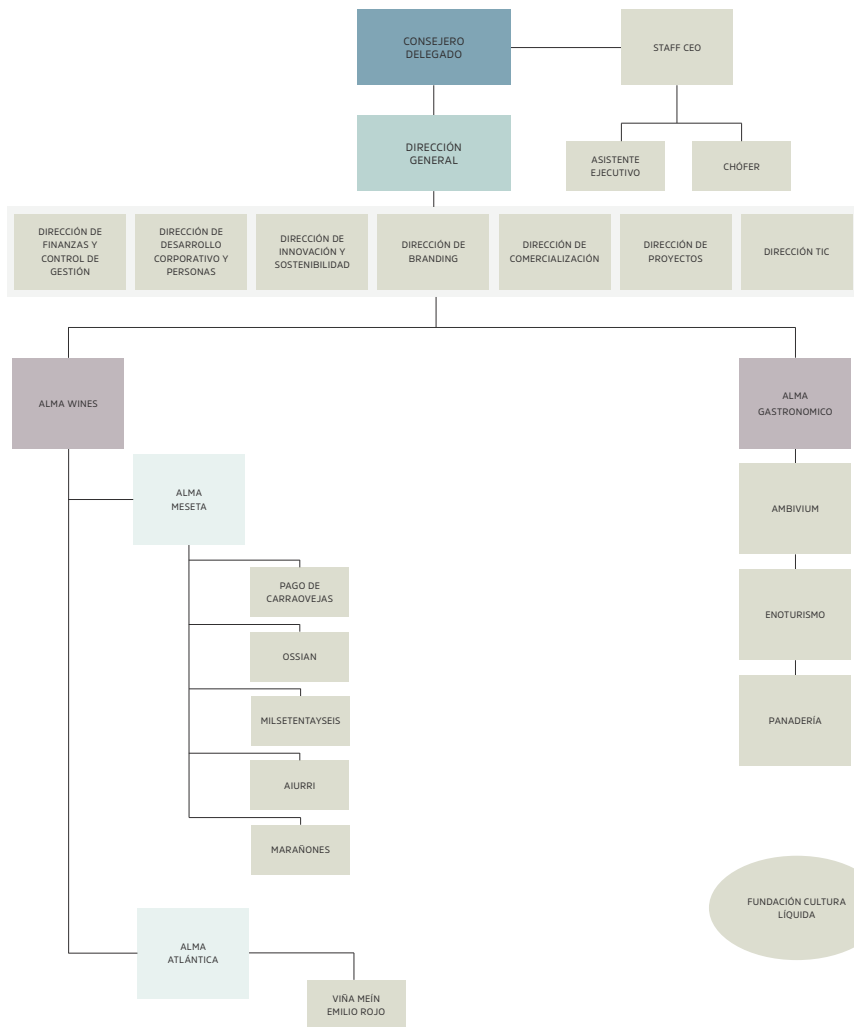 CONSEJERO
DELEGADO
STAFF CEO
DIRECCIÓN
GENERAL
ASISTENTE
EJECUTIVO
CHÓFER
DIRECCIÓN DE
FINANZAS Y
CONTROL DE
GESTIÓN
DIRECCIÓN DE
DESARROLLO
CORPORATIVO Y
PERSONAS
DIRECCIÓN DE
INNOVACIÓN Y
SOSTENIBILIDAD
DIRECCIÓN DE
BRANDING
DIRECCIÓN DE
COMERCIALIZACIÓN
DIRECCIÓN DE
PROYECTOS
DIRECCIÓN TIC
ALMA WINES
ALMA
GASTRONOMICO
ALMA
MESETA
AMBIVIUM
PAGO DE
CARRAOVEJAS
ENOTURISMO
OSSIAN
MILSETENTAYSEIS
PANADERÍA
AIURRI
MARAÑONES
FUNDACIÓN CULTURA
LÍQUIDA
ALMA
ATLÁNTICA
VIÑA MEÍN
EMILIO ROJO